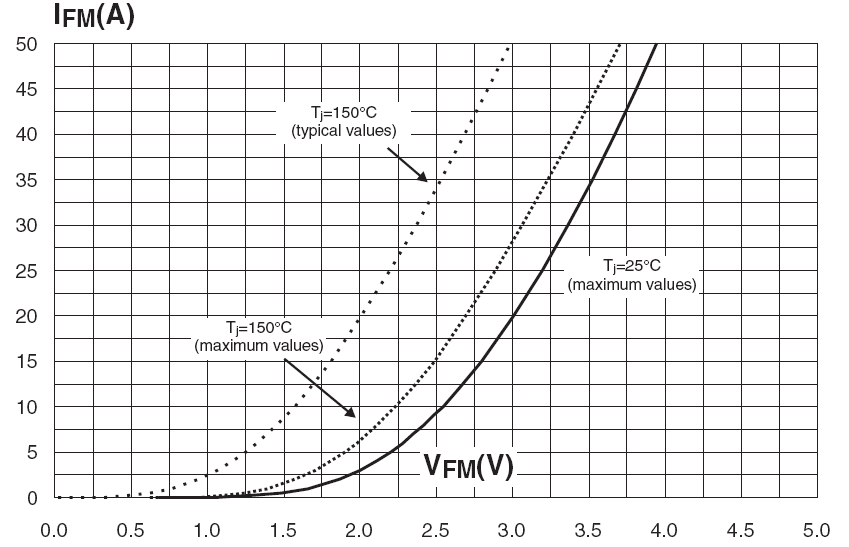 IFM(A)
50
45
40
35
30
25
20
15
10
5
0
Tj=150°C
(typical values)
Tj=25°C
(maximum values)
Tj=150°C
(maximum values)
VFM(V)
0.0 0.5 1.0 1.5 2.0 2.5 3.0 3.5 4.0 4.5 5.0